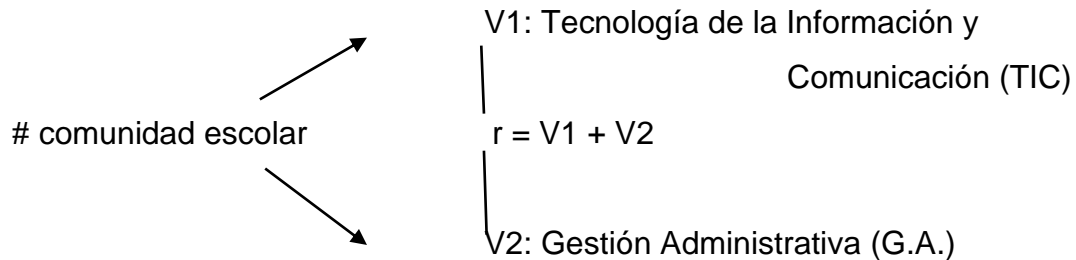 V1: Tecnología de la Información y
Comunicación (TIC)
# comunidad escolar
r = V1 + V2
V2: Gestión Administrativa (G.A.)